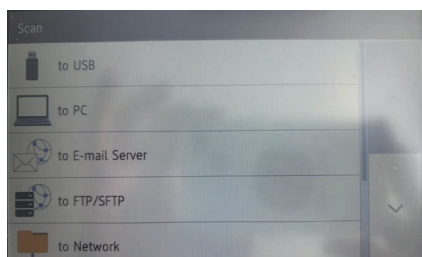 Scan
to USB
to PC
to E-mail Server
to FTP/SFTP
to Network